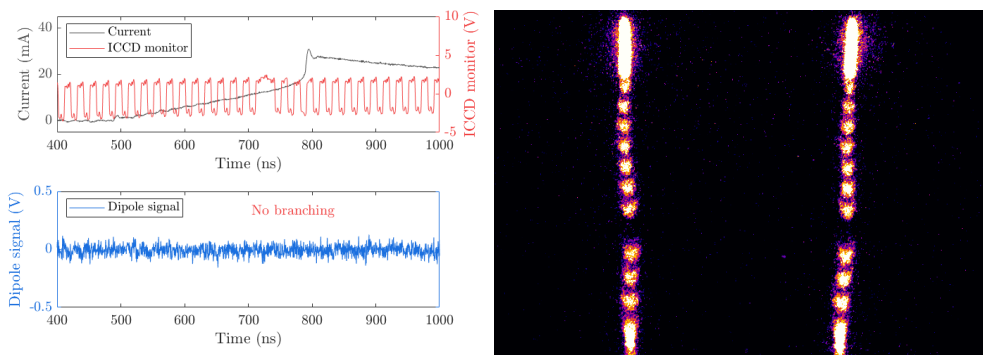 40
20
0
Current (mA)
Current
ICCD monitor
10
5
0
-5
ICCD monitor (V)
400 500 600 700 800 900 1000
Time (ns)
0.5
0
-0.5
Dipole signal (V)
Dipole signal
No branching
400 500 600 700 800 900 1000
Time (ns)